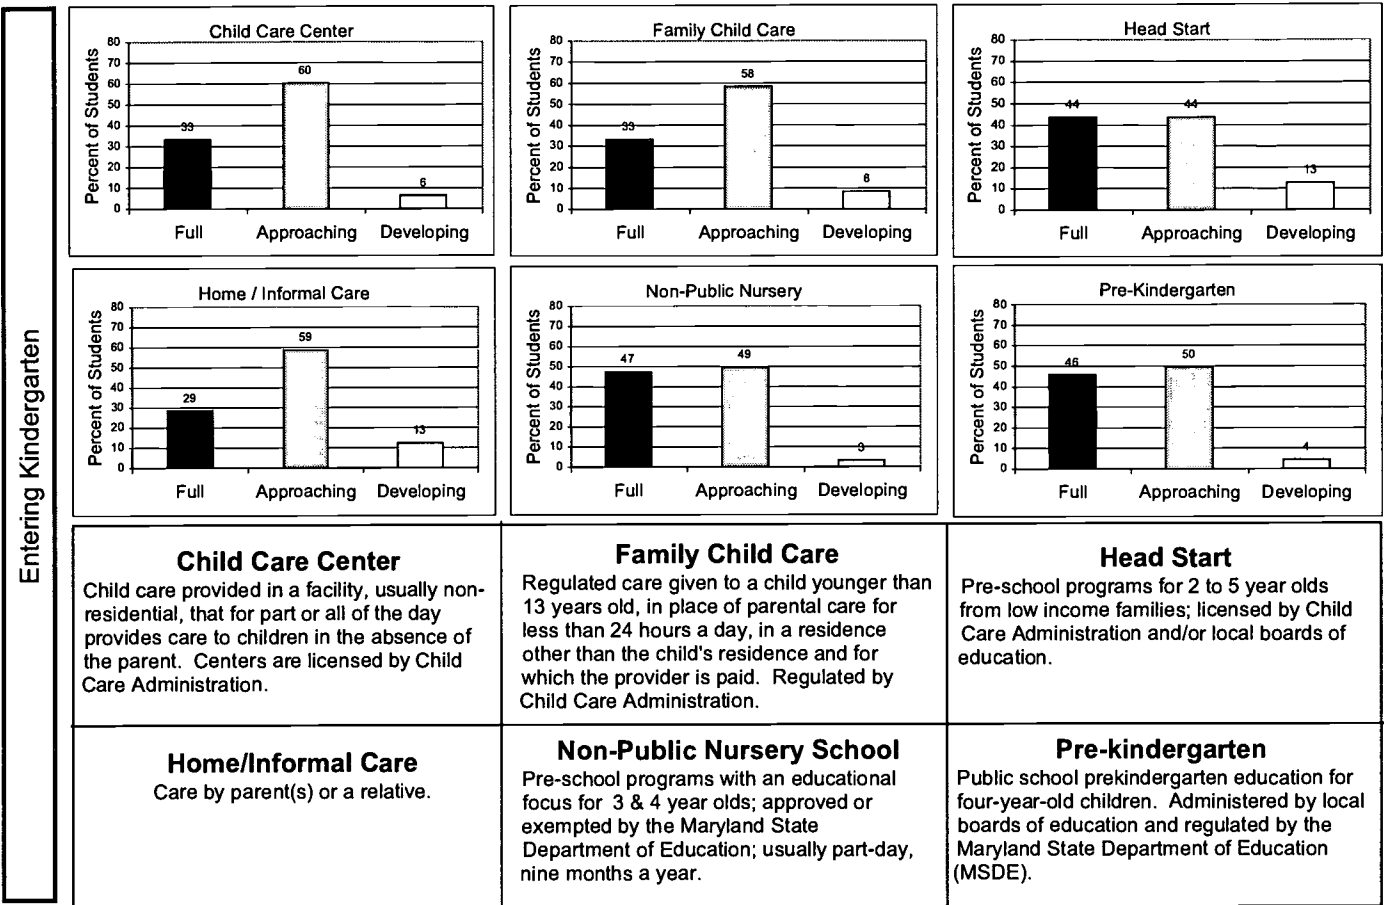 Entering Kindergarten
Child Care Center
Percent of Students
80
70
60
50
40
30
20
10
0
33
60
6
Full Approaching Developing
Family Child Care
Percent of Students
80
70
60
50
40
30
20
10
0
33
58
8
Full Approaching Developing
Head Start
Percent of Students
80
70
60
50
40
30
20
10
0
44
44
13
Full Approaching Developing
Home / Informal Care
Percent of Students
80
70
60
50
40
30
20
10
0
29
59
13
Full Approaching Developing
Non-Public Nursery
Percent of Students
80
70
60
50
40
30
20
10
0
47
49
3
Full Approaching Developing
Pre-Kindergarten
Percent of Students
80
70
60
50
40
30
20
10
0
46
50
4
Full Approaching Developing
Child Care Center
Child care provided in a facility, usually non-
residential, that for part or all of the day
provides care to children in the absence of
the parent. Centers are licensed by Child
Care Administration.
Family Child Care
Regulated care given to a child younger than
13 years old, in place of parental care for
less than 24 hours a day, in a residence
other than the child's residence and for
which the provider is paid. Regulated by
Child Care Administration.
Head Start
Pre-school programs for 2 to 5 year olds
from low income families; licensed by Child
Care Administration and/or local boards of
education.
Home/Informal Care
Care by parent(s) or a relative.
Non-Public Nursery School
Pre-school programs with an educational
focus for 3 & 4 year olds; approved or
exempted by the Maryland State
Department of Education; usually part-day,
nine months a year.
Pre-kindergarten
Public school prekindergarten education for
four-year-old children. Administered by local
boards of education and regulated by the
Maryland State Department of Education
(MSDE).